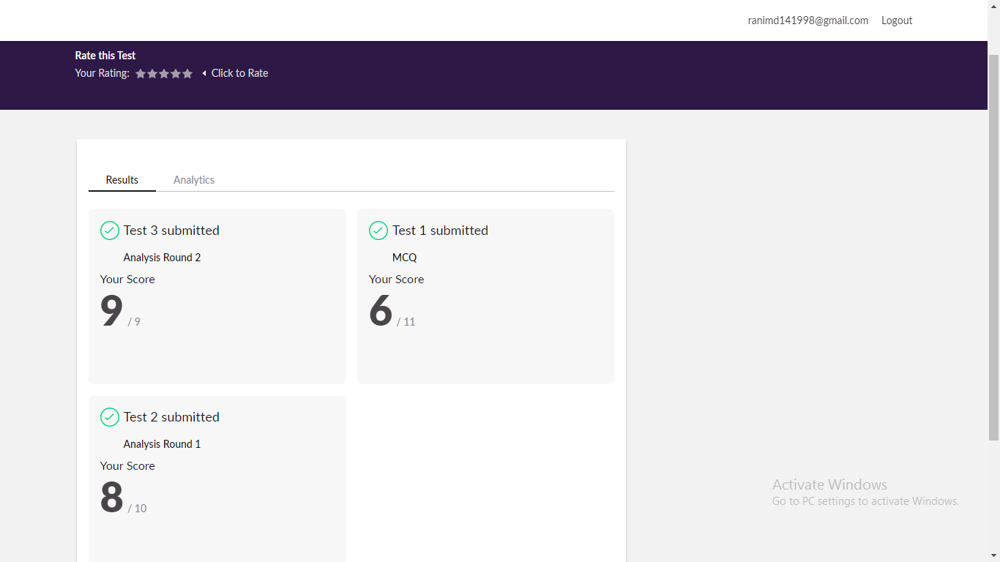 ranimd141998@gmail.com Logout
Rate this Test
Your Rating: Click to Rate
Results Analytics
Test 3 submitted
Analysis Round 2
Your Score
9 / 9
Test 1 submitted
MCQ
Your Score
6 / 11
Test 2 submitted
Analysis Round 1
Your Score
8 / 10
Activate Windows
Go to PC settings to activate Windows.